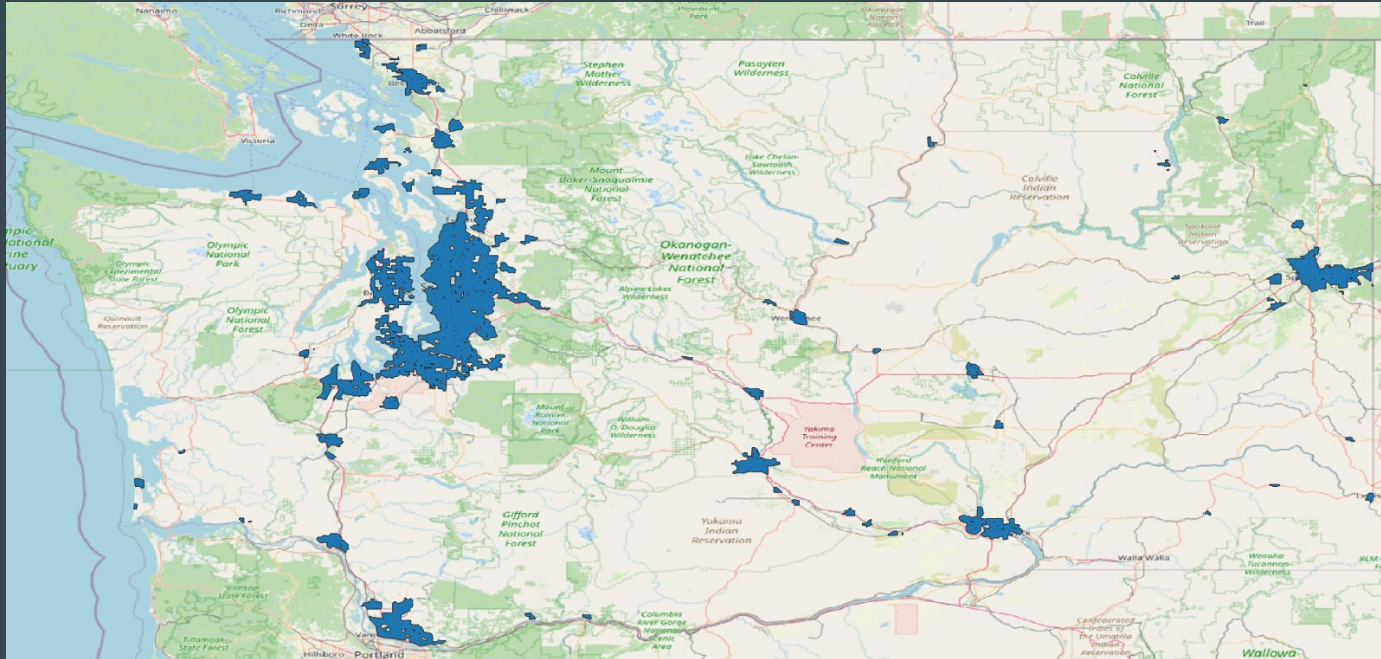 Nanaimo
Richmond
Surrey
Delta
White Rock
Abbotsford
Chilliwack
Provincial
Park
Okanogan
Nation
Trail
Victoria
Stephen
Mather
Wilderness
Pasayten
Wilderness
Colville
National
Forest
Lake Chelan-
Sawtooth
Wilderness
Mount
Baker-Snoqualmie
National
Forest
Colville
Indian
Reservation
Spokane
Indian
Reservation
Olympic
National
Park
Olympic
Experimental
State Forest
Quinault
Reservation
Olympic
National
Forest
Okanogan-
Wenatchee
National
Forest
Alpine Lakes
Wilderness
Mount
Rainier
National
Park
William
O. Douglas
Wilderness
Yakima
Training
Center
Hanford
Reach National
Monument
Gifford
Pinchot
National
Forest
Yakama
Indian
Reservation
Walla Walla
Wenaha
Tucannon
Wilderness
Clatsop
State Forest
Tillamook
State Forest
Columbia
River Gorge
National
Scenic
Area
Confederated
Tribes of
the Umatilla
Indian
Reservation
Vanc
Hillsboro
Portland
Wallowa-